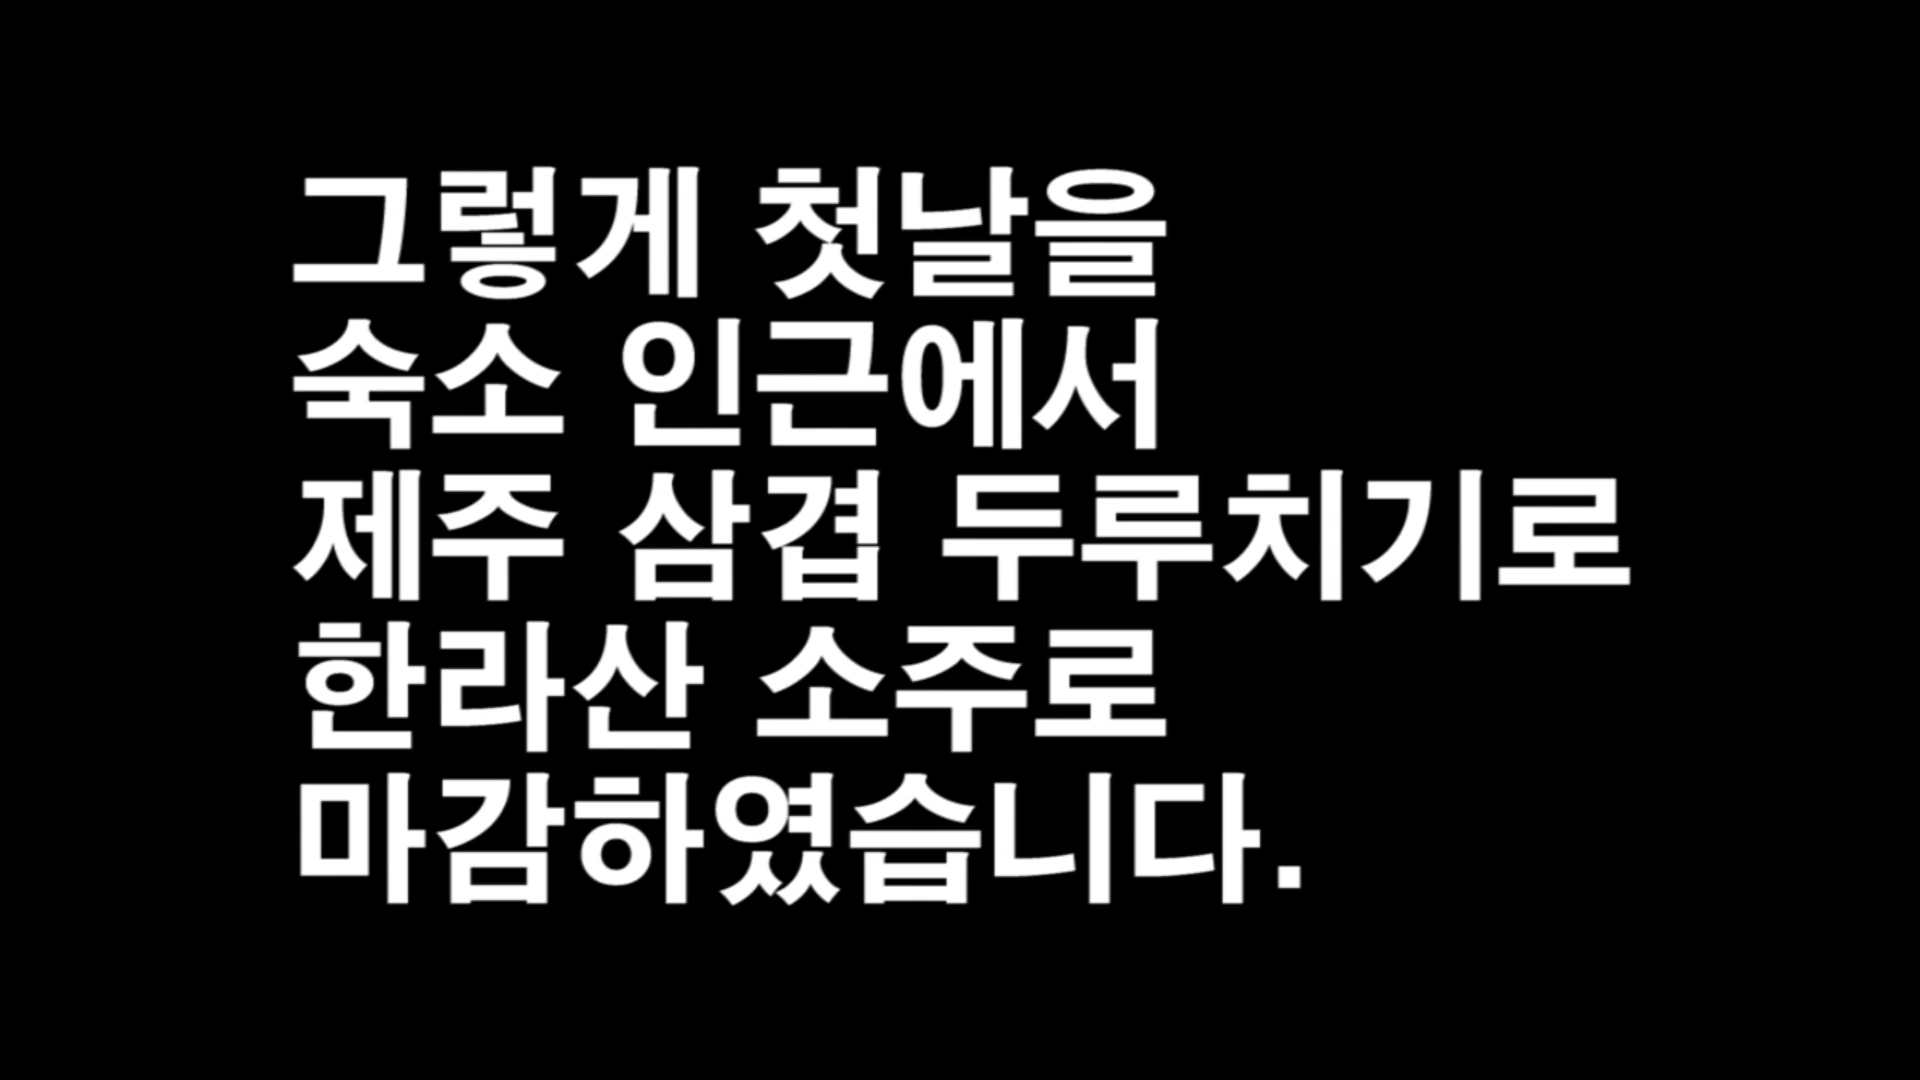 그렇게 첫날을
숙소 인근에서
제주 삼겹 두루치기로
한라산 소주로
마감하였습니다.